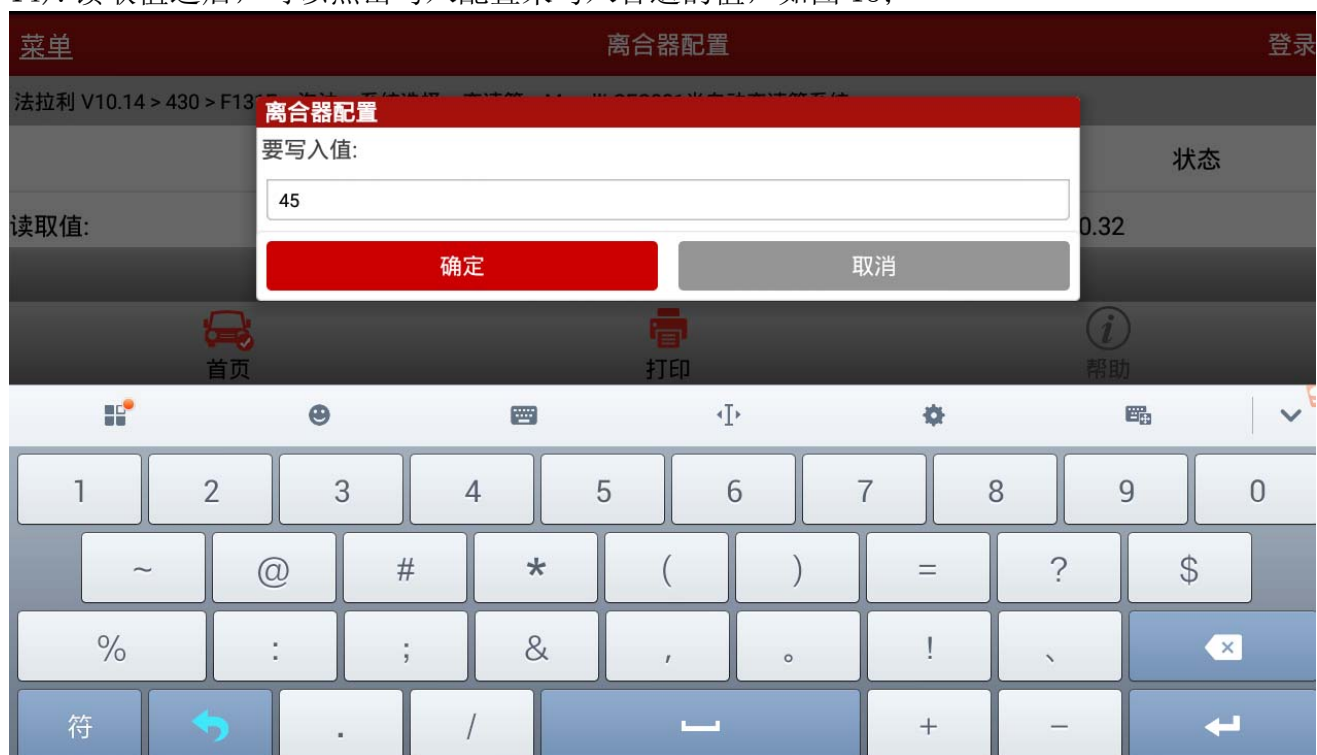 菜单 离合器配置 登录
法拉利 V10.14 > 430 > F131E
离合器配置
要写入值:
状态
45
读取值: 0.32
确定 取消
首页 打印 帮助
1 2 3 4 5 6 7 8 9 0
~ @ # * ( ) = ? $
% : ; & , 。 ! 、
符 . / + -